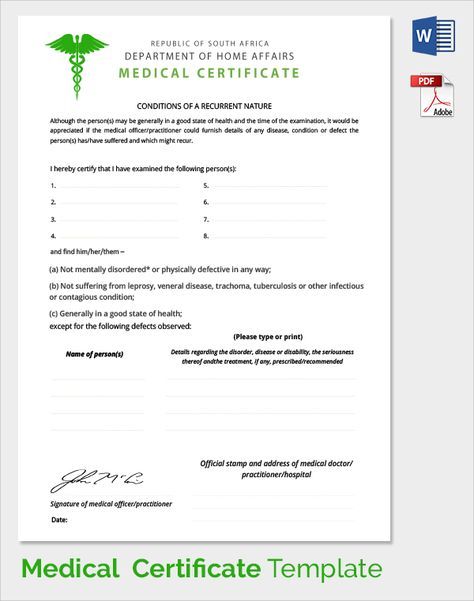 REPUBLIC OF SOUTH AFRICA
DEPARTMENT OF HOME AFFAIRS
MEDICAL CERTIFICATE
W
PDF
Adobe
CONDITIONS OF A RECURRENT NATURE
Although the person(s) may be generally in a good state of health and the time of the examination, it would be
appreciated if the medical officer/practitioner could furnish details of any disease, condition or defect the
person(s) has/have suffered and which might recur.
I hereby certify that I have examined the following person(s):
1. 5.
2. 6.
3. 7.
4. 8.
and find him/her/them –
(a) Not mentally disordered* or physically defective in any way;
(b) Not suffering from leprosy, veneral disease, trachoma, tuberculosis or other infectious
or contagious condition;
(c) Generally in a good state of health;
except for the following defects observed:
(Please type or print)
Name of person(s) Details regarding the disorder, disease or disability, the seriousness
thereof andthe treatment, if any, prescribed/recommended
Official stamp and address of medical doctor/
practitioner/hospital
Signature of medical officer/practitioner
Date:
Medical Certificate Template